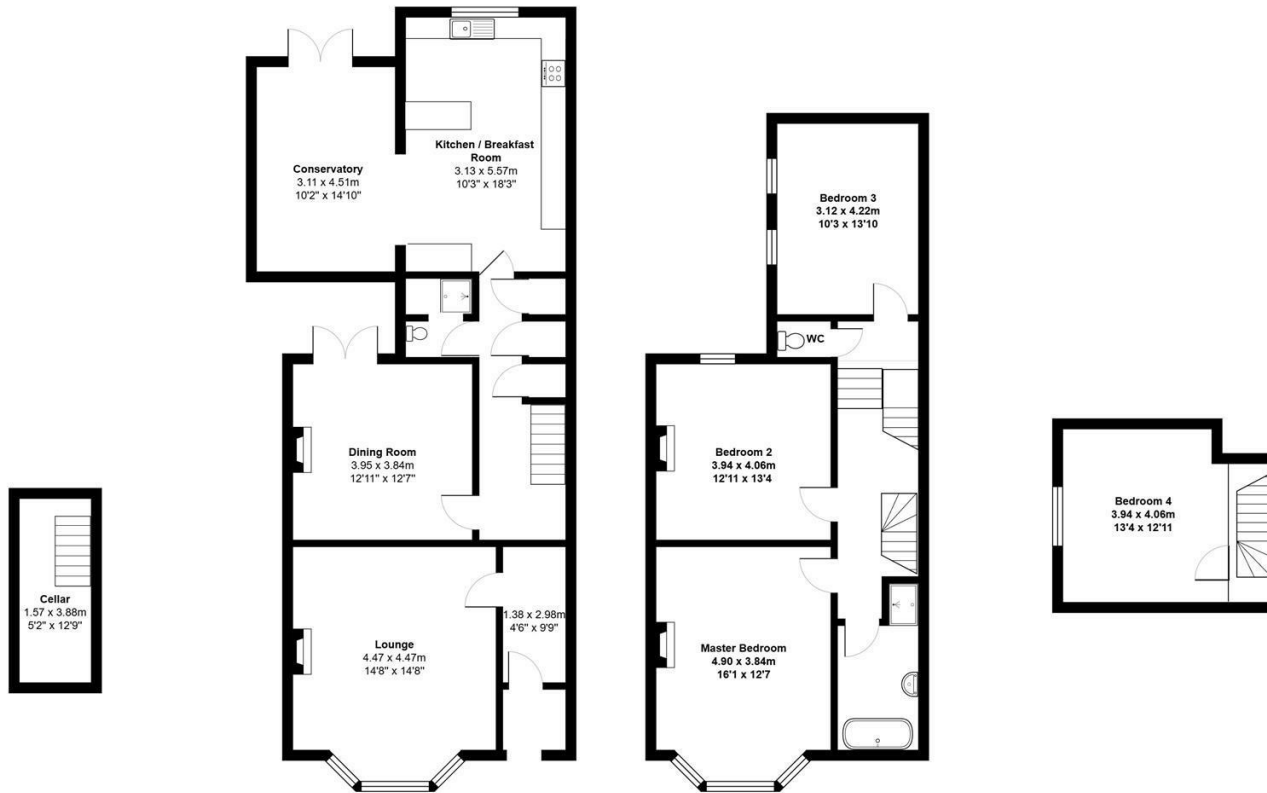 Cellar
1.57 x 3.88m
5'2" x 12'9"
Conservatory
3.11 x 4.51m
10'2" x 14'10"
Kitchen / Breakfast
Room
3.13 x 5.57m
10'3" x 18'3"
Dining Room
3.95 x 3.84m
12'11" x 12'7"
Lounge
4.47 x 4.47m
14'8" x 14'8"
1.38 x 2.98m
4'6" x 9'9"
Bedroom 3
3.12 x 4.22m
10'3 x 13'10
WC
Bedroom 2
3.94 x 4.06m
12'11 x 13'4
Master Bedroom
4.90 x 3.84m
16'1 x 12'7
Bedroom 4
3.94 x 4.06m
13'4 x 12'11